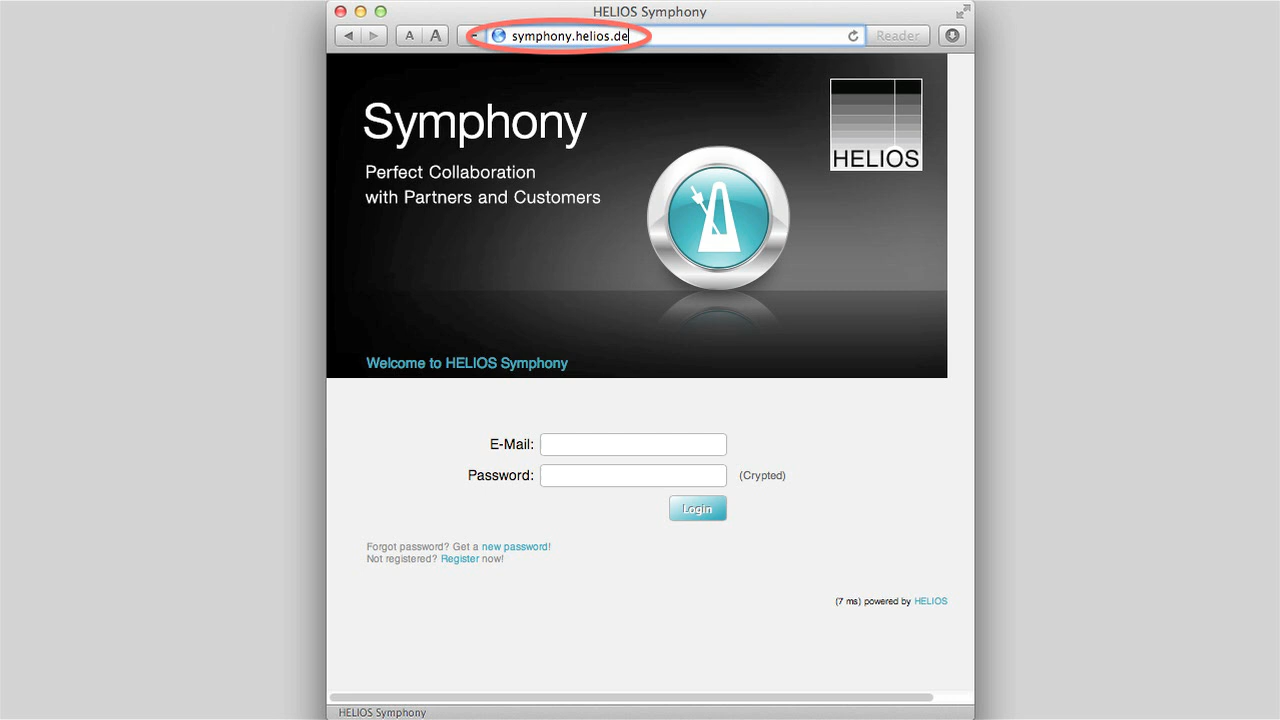 HELIOS Symphony
A A
symphony.helios.de
Reader
Symphony
HELIOS
Perfect Collaboration
with Partners and Customers
Welcome to HELIOS Symphony
E-Mail:
Password: (Crypted)
Login
Forgot password? Get a new password!
Not registered? Register now!
(7 ms) powered by HELIOS
HELIOS Symphony